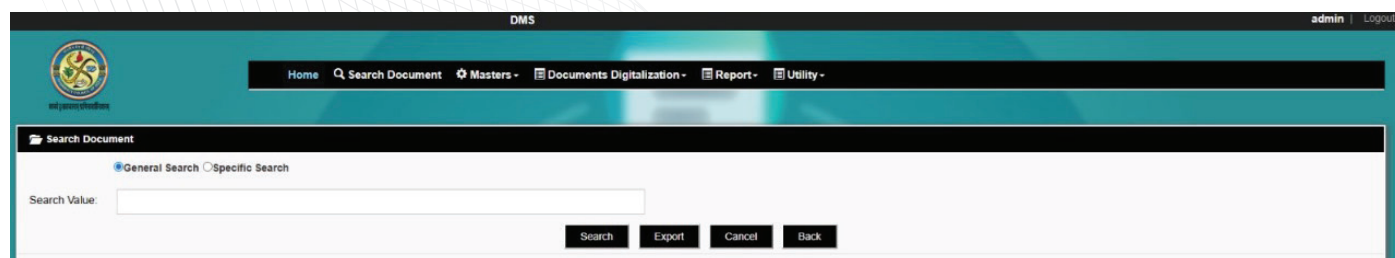 DMS
admin | Logout
Home Search Document Masters Documents Digitalization Report Utility
Search Document
General Search Specific Search
Search Value:
Search Export Cancel Back